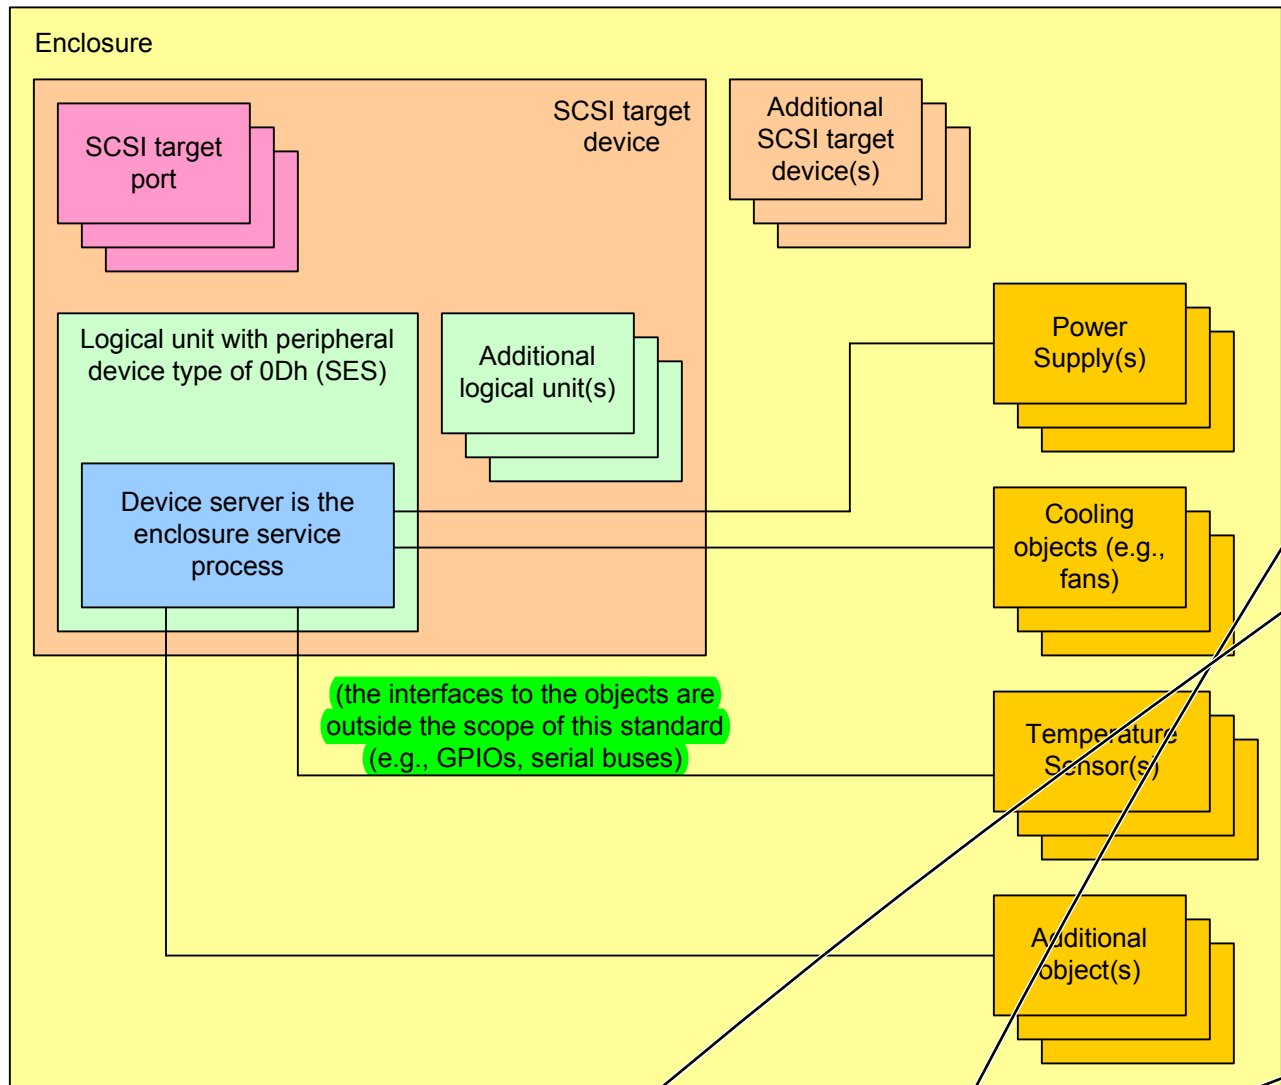 Enclosure
SCSI target
device
SCSI target
port
Additional
SCSI target
device(s)
Logical unit with peripheral
device type of 0Dh (SES)
Additional
logical unit(s)
Power
Supply(s)
Device server is the
enclosure service
process
Cooling
objects (e.g.,
fans)
(the interfaces to the objects are
outside the scope of this standard
(e.g., GPIOs, serial buses)
Temperature
Sensor(s)
Additional
object(s)